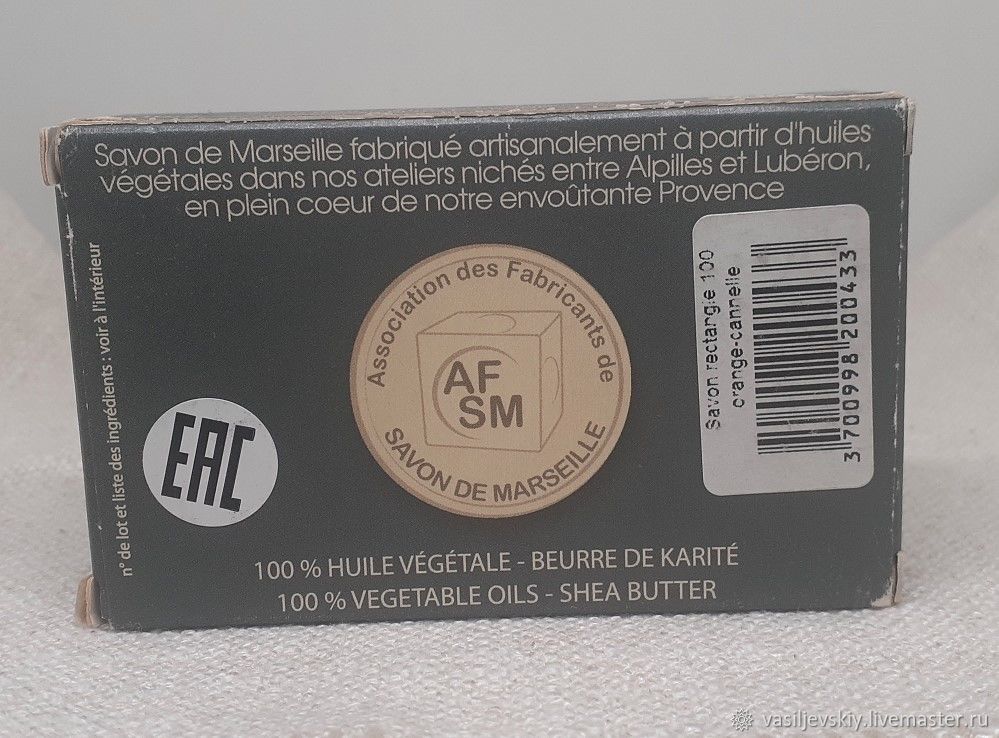 Savon de Marseille fabriqué artisanalement à partir d'huiles
végétales dans nos ateliers nichés entre Alpilles et Lubéron,
en plein coeur de notre envoûtante Provence
n° de lot et liste des ingrédients : voir à l'intérieur
EAC
Association des Fabricants de
AF
SM
SAVON DE MARSEILLE
Savon rectangle 100
orange-cannelle
3 700998 200433
100 % HUILE VÉGÉTALE - BEURRE DE KARITÉ
100 % VEGETABLE OILS - SHEA BUTTER
vasiljevskiy.livemaster.ru